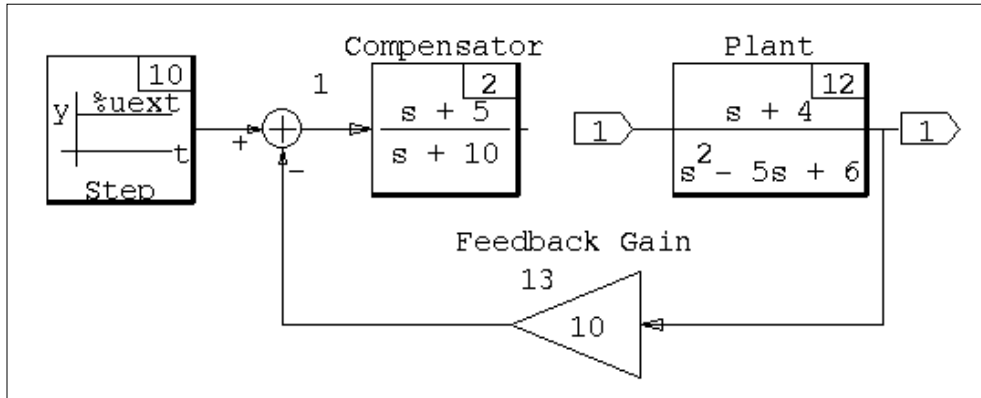 Compensator
Plant
10
y
%uext
t
Step
+
-
1
2
s + 5
s + 10
1
12
s + 4
s2 - 5s + 6
1
Feedback Gain
13
10